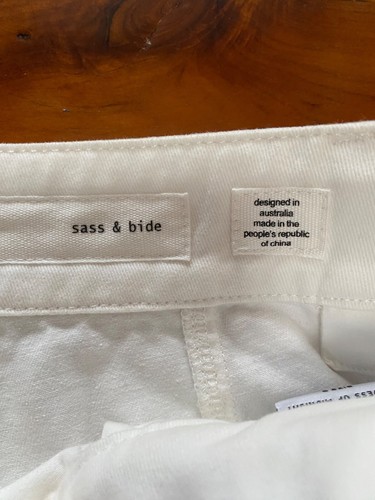 sass & bide
designed in
australia
made in the
people's republic
of china